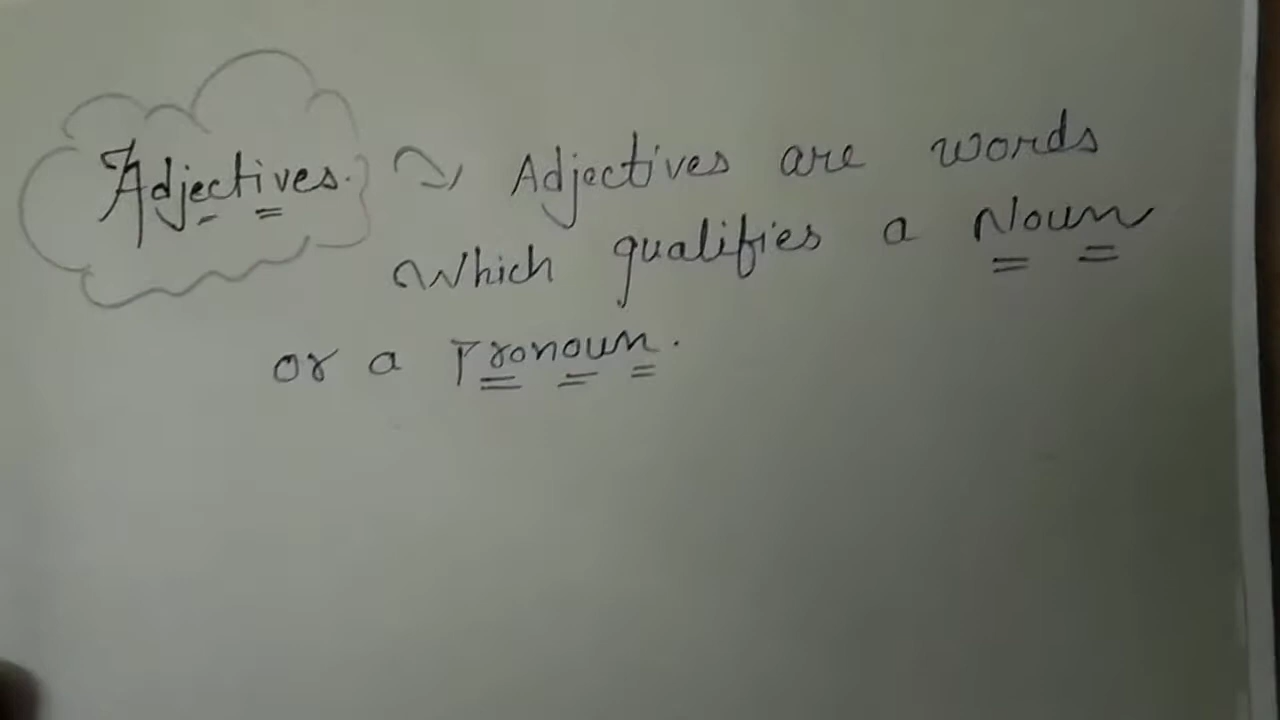 Adjectives. Adjectives are words
Which qualifies a Noun
or a Pronoun.